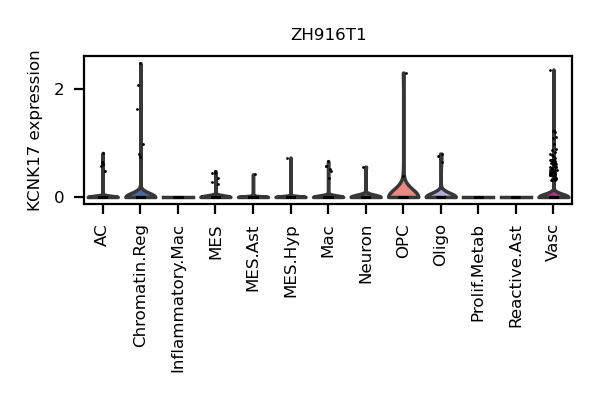 ZH916T1
KCNK17 expression
2
0
AC
Chromatin.Reg
Inflammatory.Mac
MES
MES.Ast
MES.Hyp
Mac
Neuron
OPC
Oligo
Prolif.Metab
Reactive.Ast
Vasc